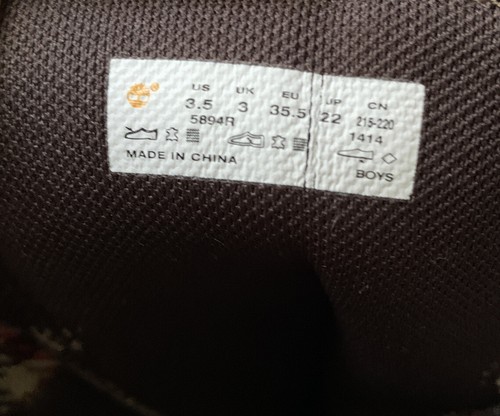 US UK EU JP CN
3.5 3 35.5 22 215-220
5894R 1414
MADE IN CHINA BOYS